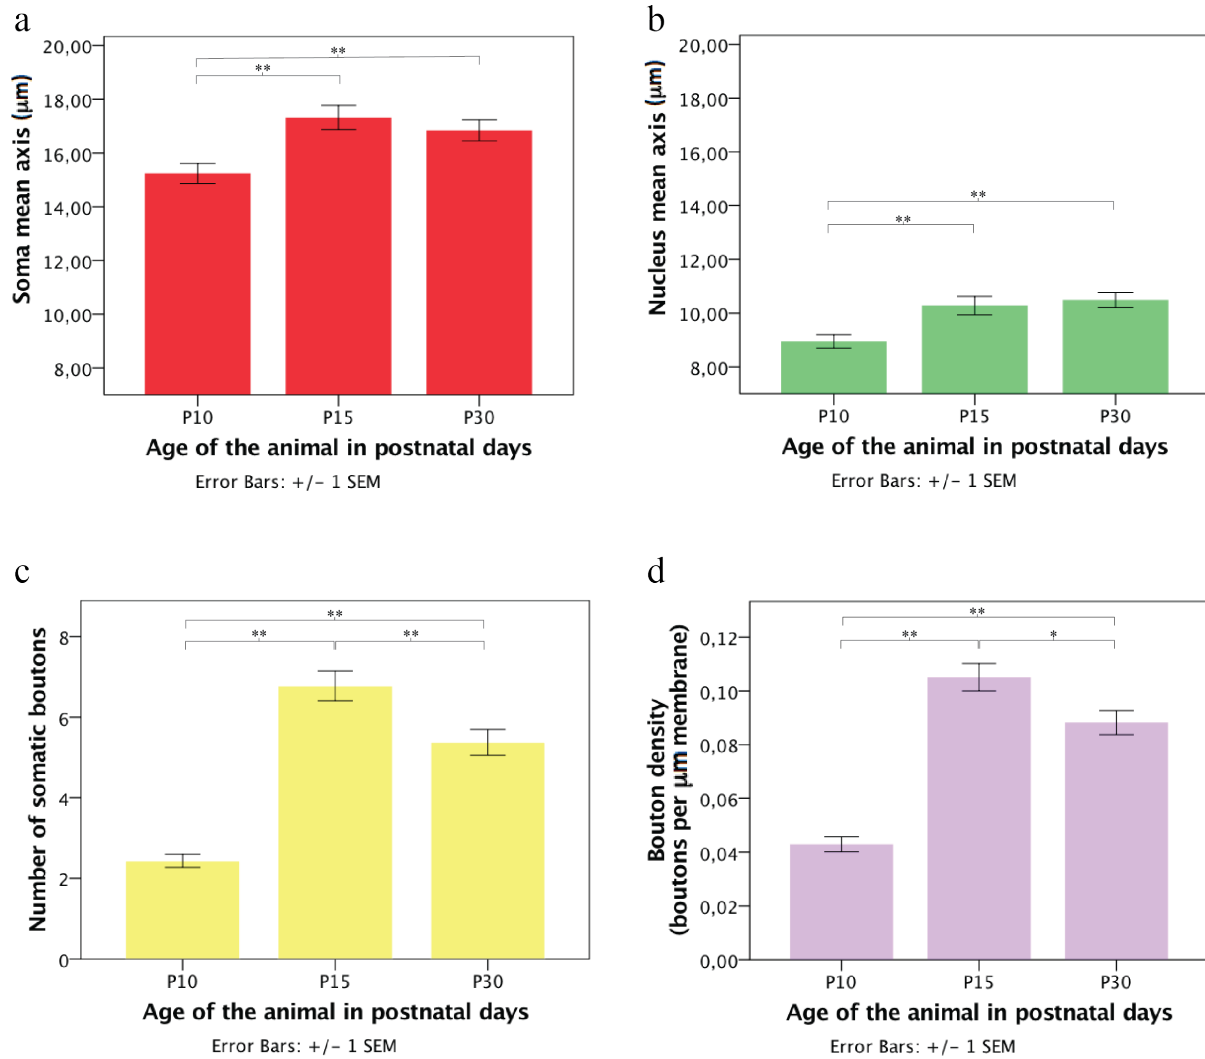 a
20,00
18,00
16,00
14,00
12,00
10,00
8,00
Soma mean axis (μm)
**
**
P10 P15 P30
Age of the animal in postnatal days
Error Bars: +/- 1 SEM
b
20,00
18,00
16,00
14,00
12,00
10,00
8,00
Nucleus mean axis (μm)
**
**
P10 P15 P30
Age of the animal in postnatal days
Error Bars: +/- 1 SEM
c
8
6
4
2
0
Number of somatic boutons
**
** **
P10 P15 P30
Age of the animal in postnatal days
Error Bars: +/- 1 SEM
d
0,12
0,10
0,08
0,06
0,04
0,02
0,00
Bouton density
(boutons per μm membrane)
**
** *
P10 P15 P30
Age of the animal in postnatal days
Error Bars: +/- 1 SEM